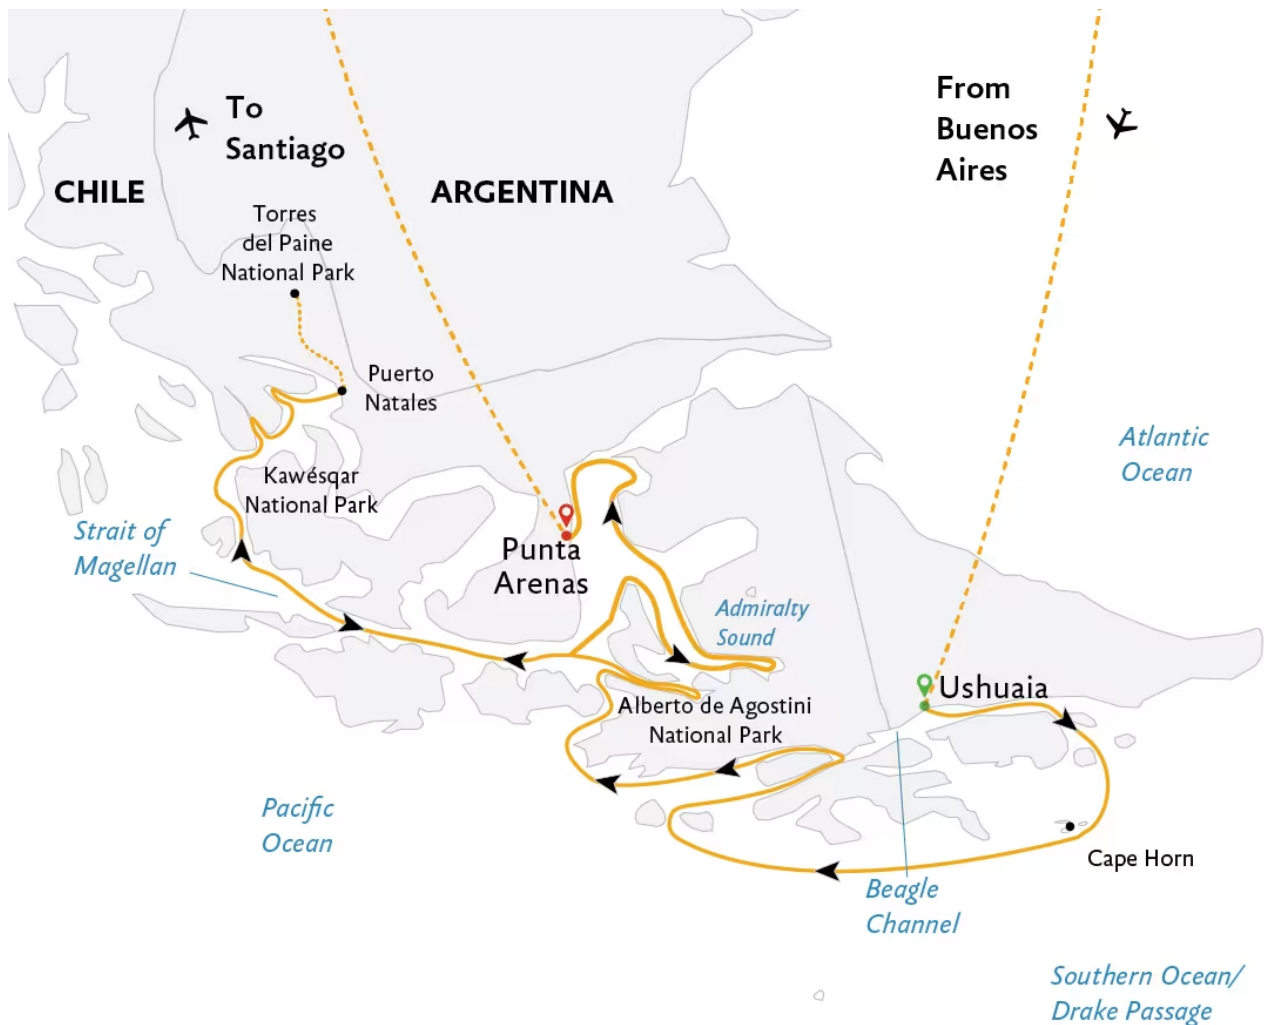 To
Santiago
From
Buenos
Aires
CHILE
ARGENTINA
Torres
del Paine
National Park
Puerto
Natales
Atlantic
Ocean
Kawésqar
National Park
Strait of
Magellan
Punta
Arenas
Admiralty
Sound
Ushuaia
Alberto de Agostini
National Park
Pacific
Ocean
Cape Horn
Beagle
Channel
Southern Ocean/
Drake Passage